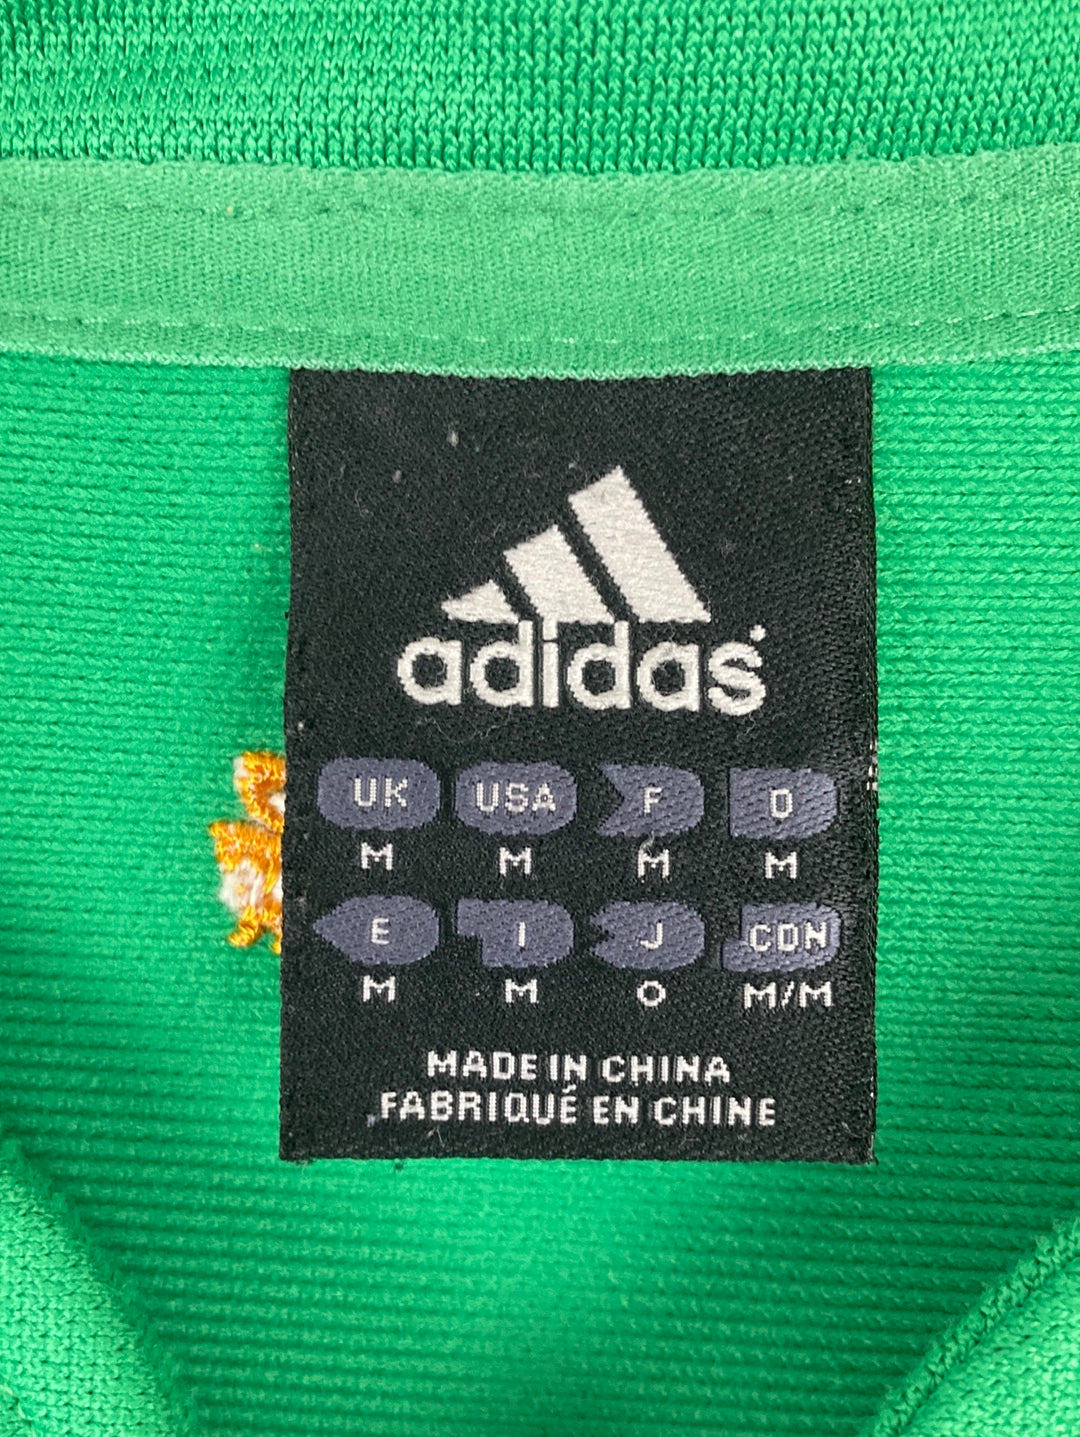 adidas
UK USA F D
M M M M
E I J CDN
M M O M/M
MADE IN CHINA
FABRIQUÉ EN CHINE